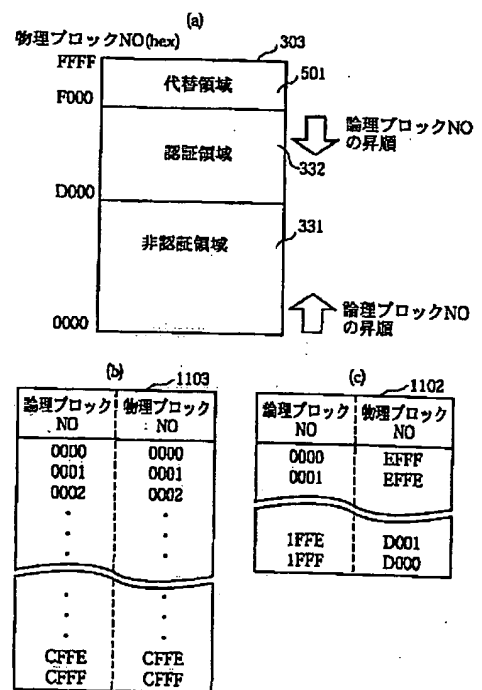 (a)
物理ブロックNO(hex)
303
FFFF
代替領域
501
F000
論理ブロックNO
の昇順
認証領域
332
D000
331
非認証領域
論理ブロックNO
の昇順
0000
(b)
1103
論理ブロック 物理ブロック
NO NO
0000 0000
0001 0001
0002 0002
CFFE CFFE
CFFF CFFF
(c)
1102
論理ブロック 物理ブロック
NO NO
0000 EFFF
0001 EFFE
1FFE D001
1FFF D000